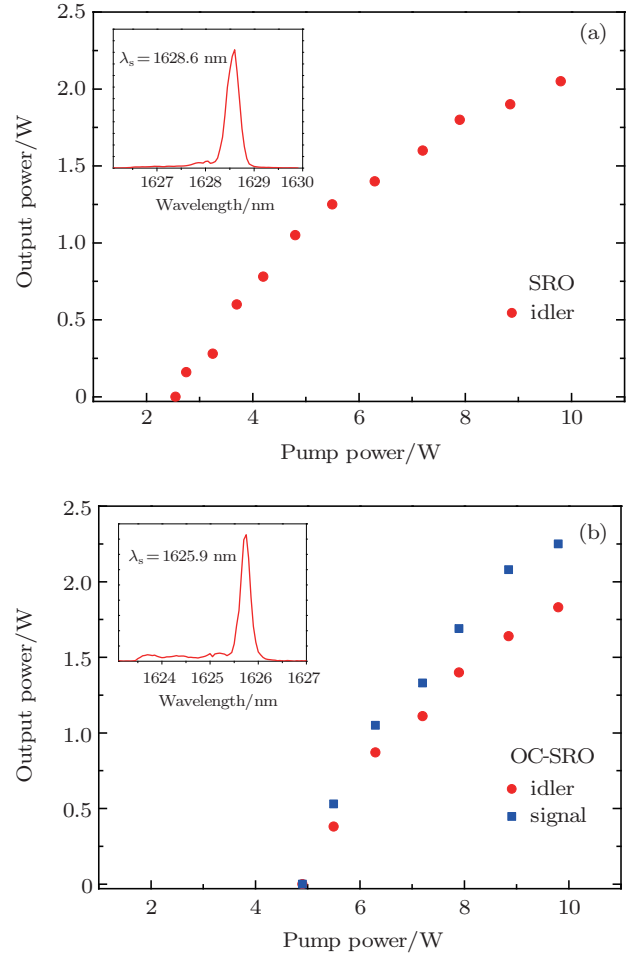 2.5
(a)
λs = 1628.6 nm
2.0
1627 1628 1629 1630
Wavelength/nm
1.5
Output power/W
1.0
SRO
idler
0.5
0
2 4 6 8 10
Pump power/W
2.5
(b)
λs = 1625.9 nm
2.0
1624 1625 1626 1627
Wavelength/nm
1.5
Output power/W
1.0
OC-SRO
idler
signal
0.5
0
2 4 6 8 10
Pump power/W